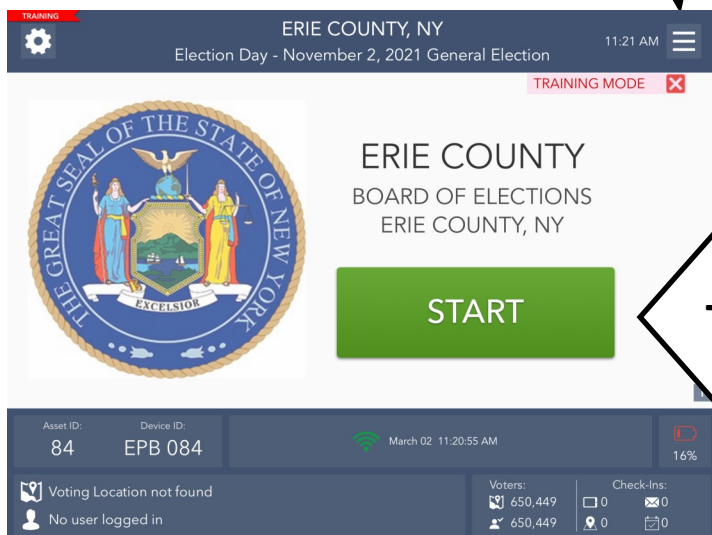 TRAINING
ERIE COUNTY, NY
Election Day - November 2, 2021 General Election
11:21 AM
TRAINING MODE
THE GREAT SEAL OF THE STATE OF NEW YORK
EXCELSIOR
ERIE COUNTY
BOARD OF ELECTIONS
ERIE COUNTY, NY
START
Asset ID:
84
Device ID:
EPB 084
March 02 11:20:55 AM
16%
Voting Location not found
No user logged in
Voters:
650,449
650,449
Check-Ins:
0 0
0 0